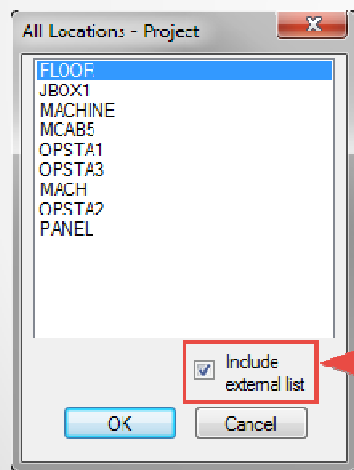 All Locations - Project
FLOOR
JBOX1
MACHINE
MCAB5
OPSTA1
OPSTA3
MACH
OPSTA2
PANEL
Include
external list
OK
Cancel